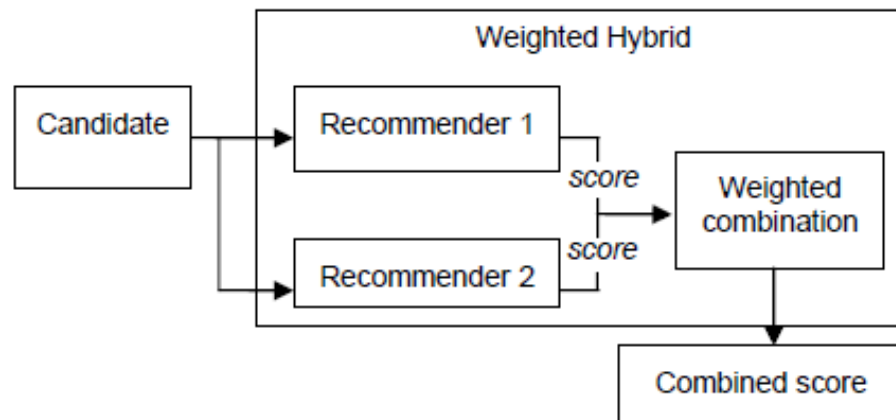 Weighted Hybrid
Candidate
Recommender 1
score
Weighted
combination
score
Recommender 2
Combined score